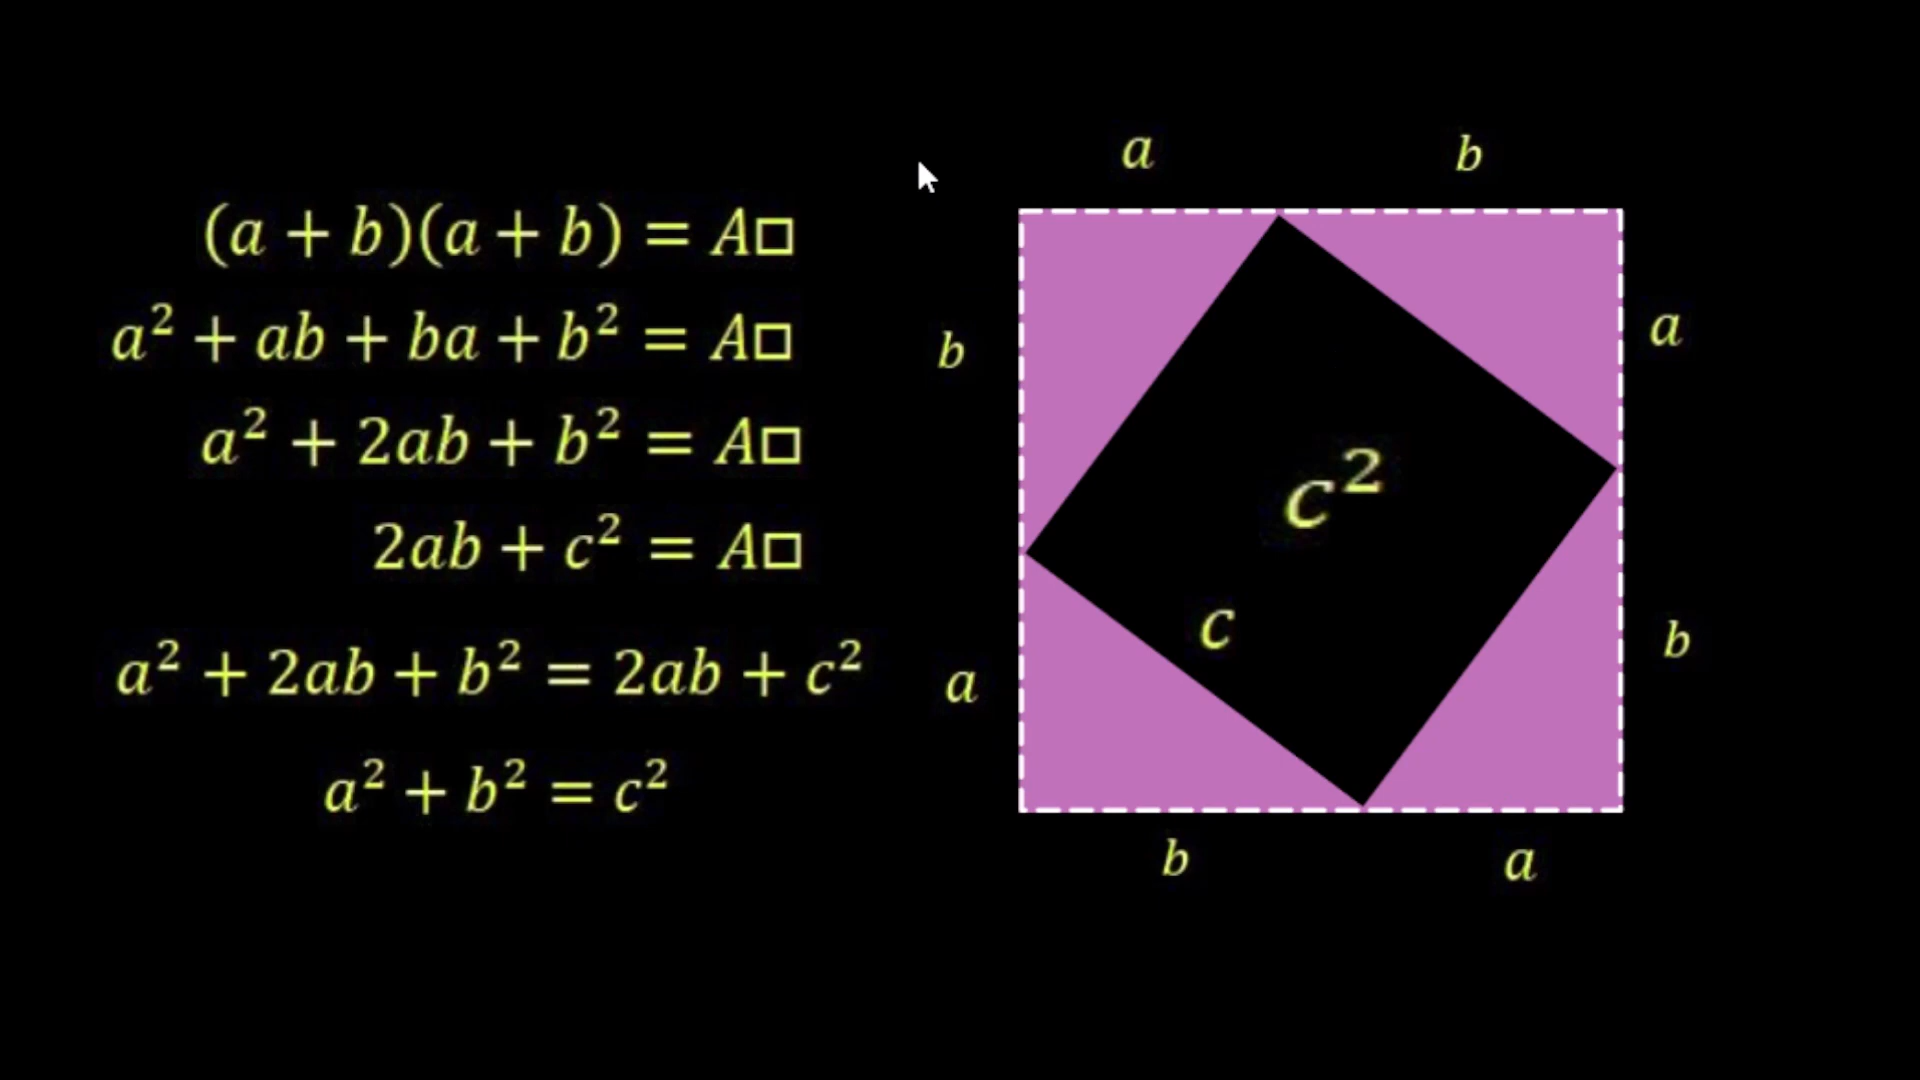 (a + b)(a + b) = A□
a² + ab + ba + b² = A□
a² + 2ab + b² = A□
2ab + c² = A□
a² + 2ab + b² = 2ab + c²
a² + b² = c²
a b
b a
c²
c
a b
b a